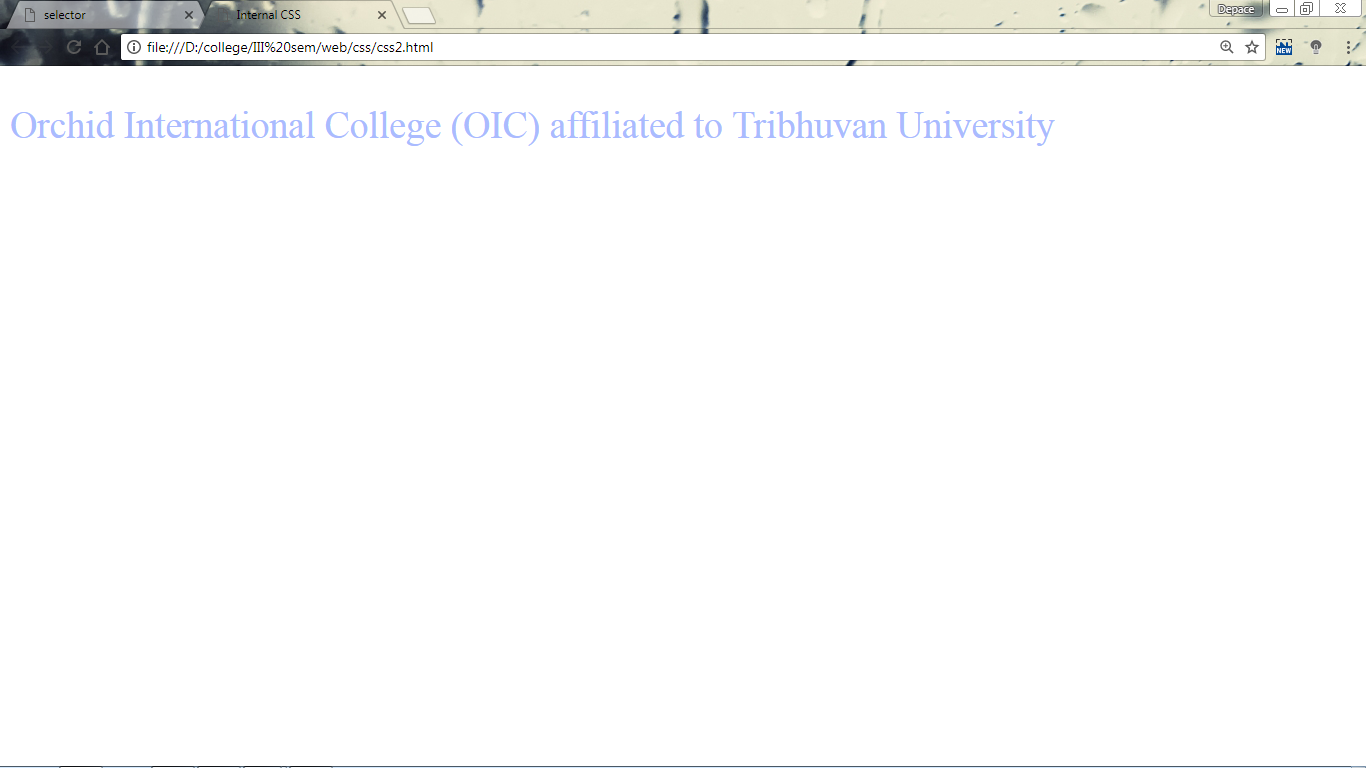 selector
Internal CSS
Depace
file:///D:/college/III%20sem/web/css/css2.html
NEW
Orchid International College (OIC) affiliated to Tribhuvan University